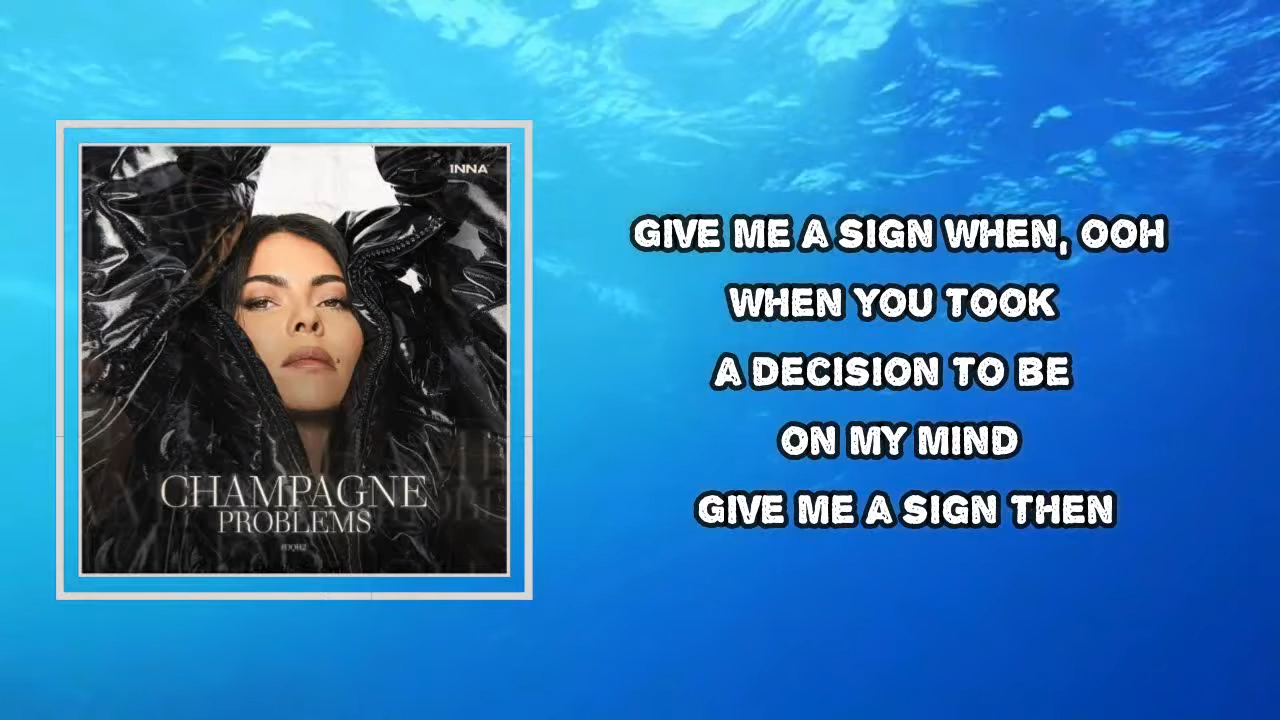 INNA
CHAMPAGNE
PROBLEMS
GIVE ME A SIGN WHEN, OOH
WHEN YOU TOOK
A DECISION TO BE
ON MY MIND
GIVE ME A SIGN THEN